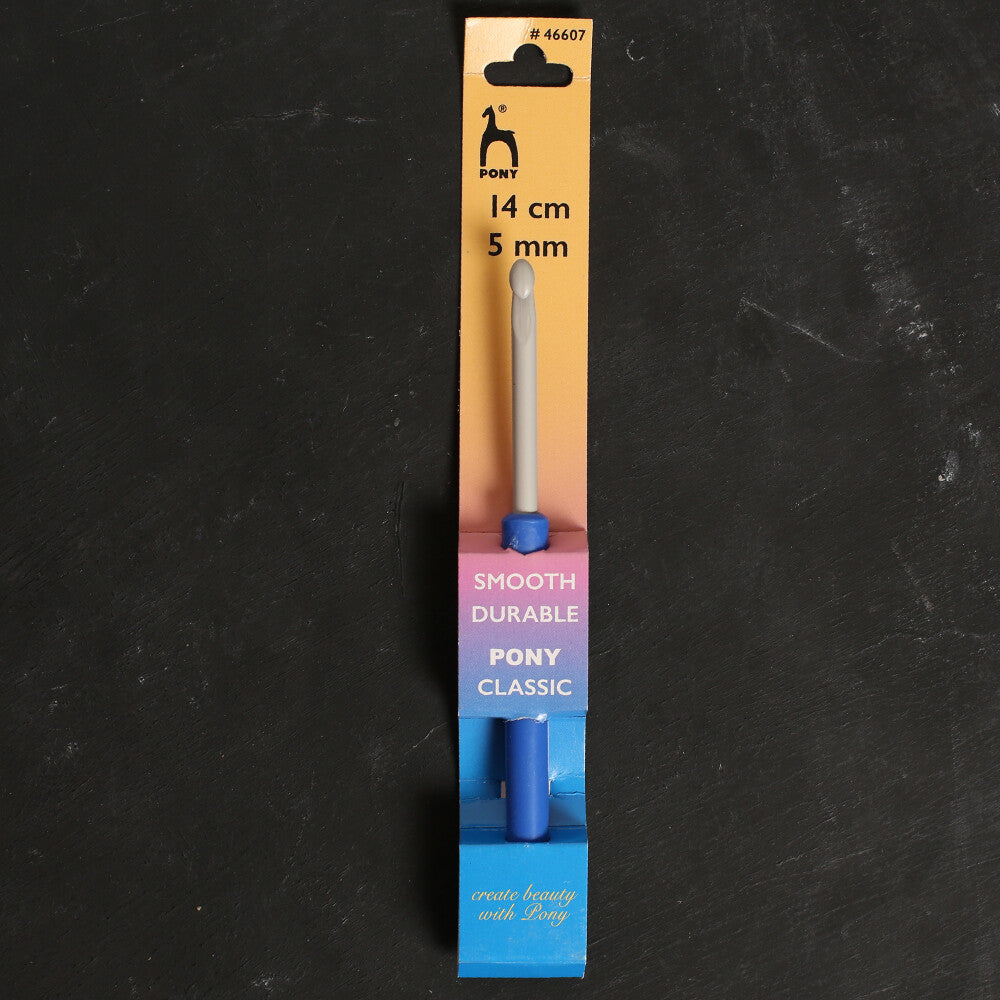 # 46607
®
PONY
14 cm
5 mm
SMOOTH
DURABLE
PONY
CLASSIC
create beauty
with Pony